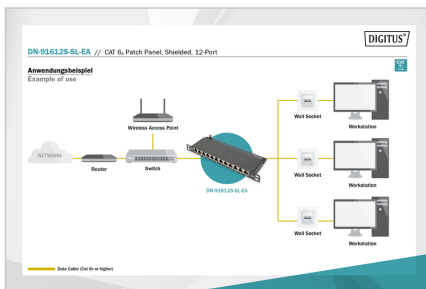 DIGITUS®
DN-91612S-SL-EA // CAT 6A Patch Panel, Shielded, 12-Port
CAT
6A
Anwendungsbeispiel
Example of use
Wireless Access Point
Wall Socket
Workstation
NETWORK
Router
Switch
DN-91612S-SL-EA
Wall Socket
Workstation
Wall Socket
Workstation
Data Cable (Cat 6A or higher)